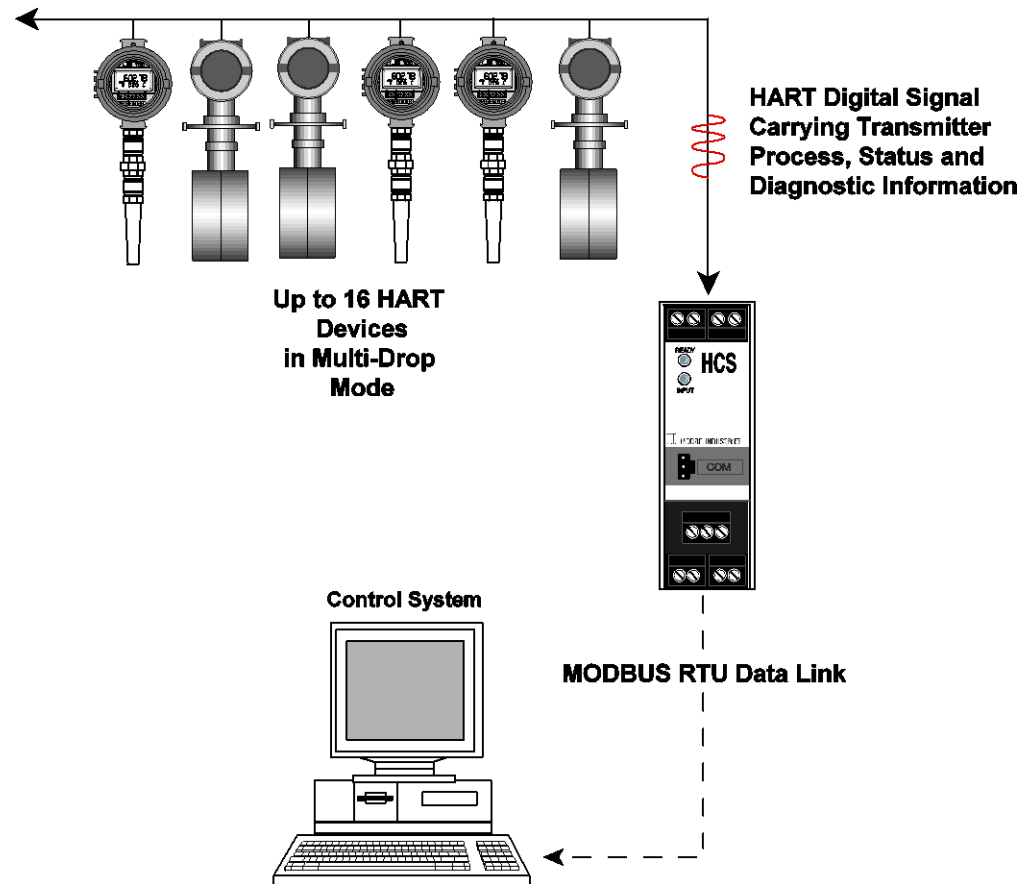 HART Digital Signal
Carrying Transmitter
Process, Status and
Diagnostic Information
Up to 16 HART
Devices
in Multi-Drop
Mode
READY
HCS
INPUT
MOORE INDUSTRIES
COM
Control System
MODBUS RTU Data Link